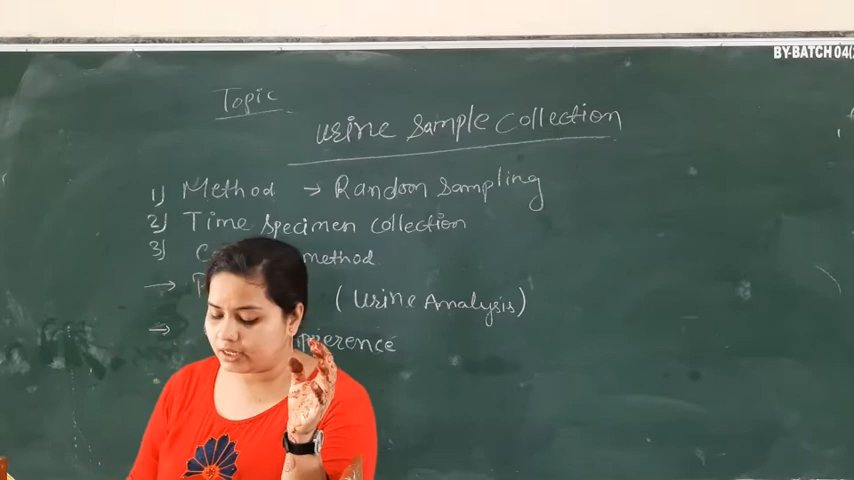 BY-BATCH 04(
Topic
Urine Sample Collection
1) Method → Random Sampling
2) Time specimen collection
3) method
→ (Urine Analysis)
→